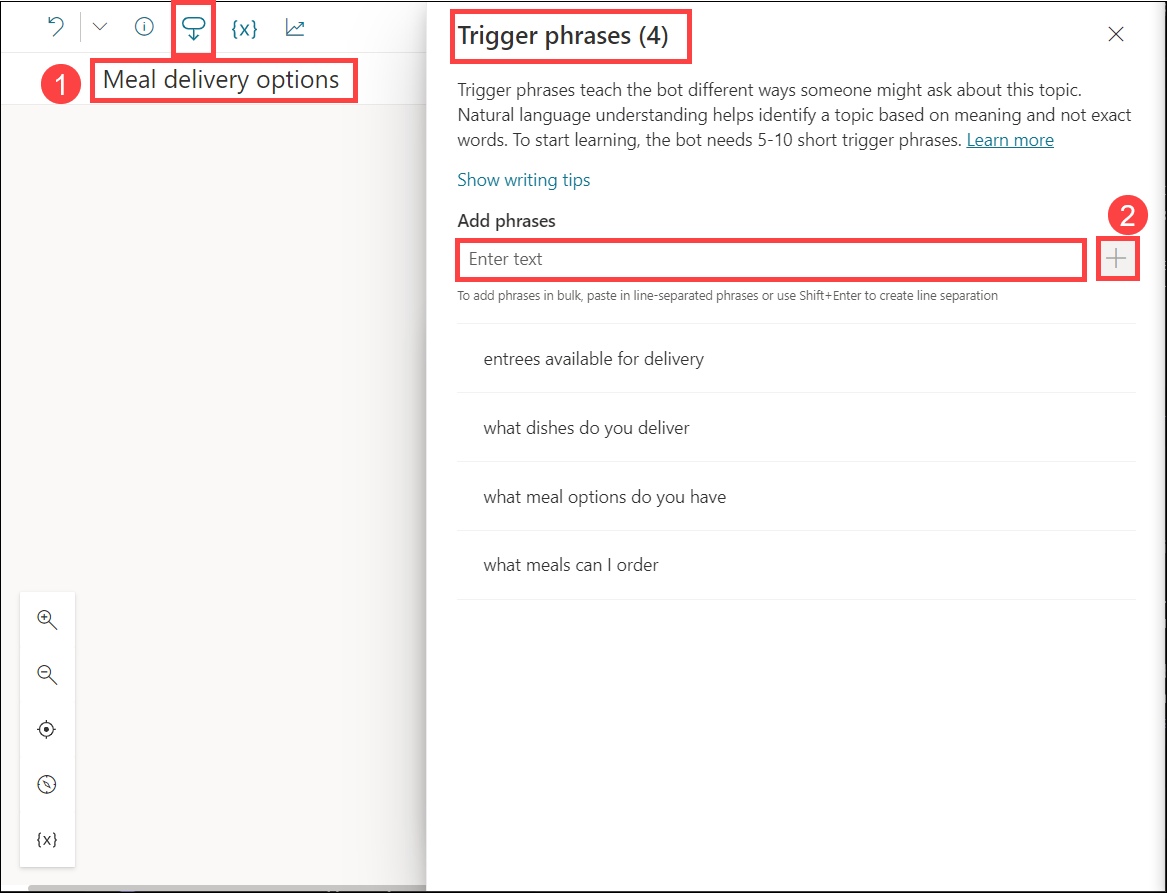 {x}
1
Meal delivery options
Trigger phrases (4)
Trigger phrases teach the bot different ways someone might ask about this topic.
Natural language understanding helps identify a topic based on meaning and not exact
words. To start learning, the bot needs 5-10 short trigger phrases. Learn more
Show writing tips
Add phrases
2
Enter text
To add phrases in bulk, paste in line-separated phrases or use Shift+Enter to create line separation
entrees available for delivery
what dishes do you deliver
what meal options do you have
what meals can I order
{x}